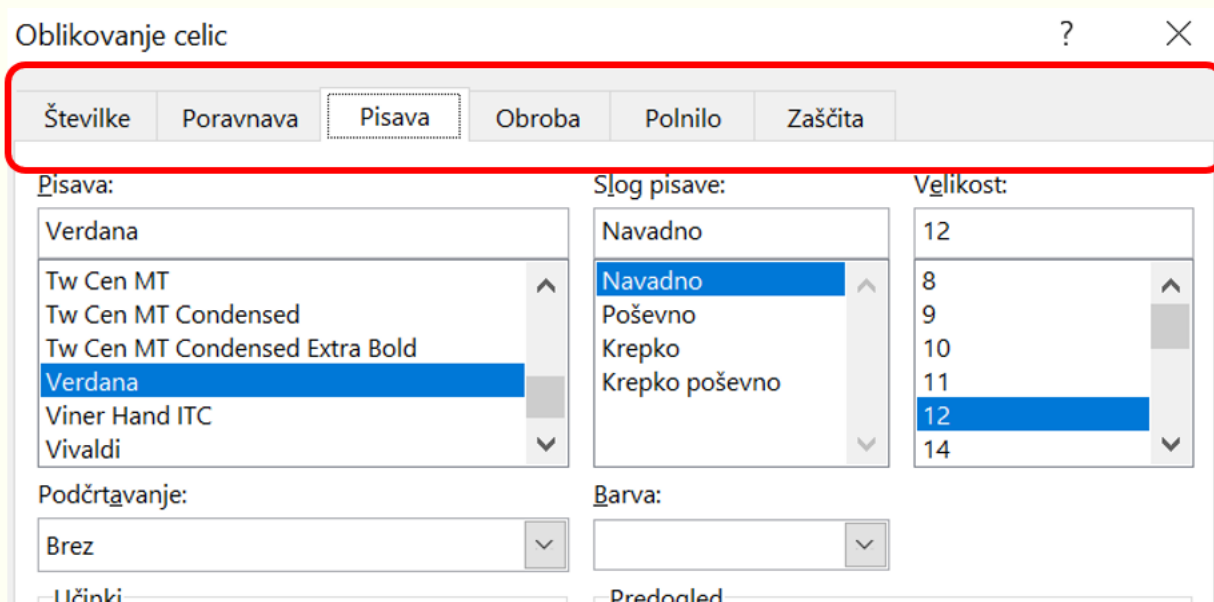 Oblikovanje celic ?
Številke Poravnava Pisava Obroba Polnilo Zaščita
Pisava: Slog pisave: Velikost:
Verdana Navadno 12
Tw Cen MT Navadno 8
Tw Cen MT Condensed Poševno 9
Tw Cen MT Condensed Extra Bold Krepko 10
Verdana Krepko poševno 11
Viner Hand ITC 12
Vivaldi 14
Podčrtavanje: Barva:
Brez
Učinki Predogled